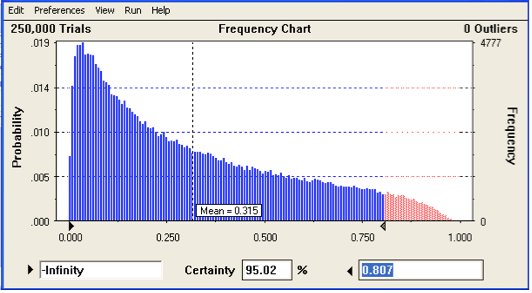 Edit Preferences View Run Help
250,000 Trials Frequency Chart 0 Outliers
.019 4777
.014
.010
.005
.000 0
Probability
Frequency
Mean = 0.315
0.000 0.250 0.500 0.750 1.000
-Infinity Certainty 95.02 % 0.807